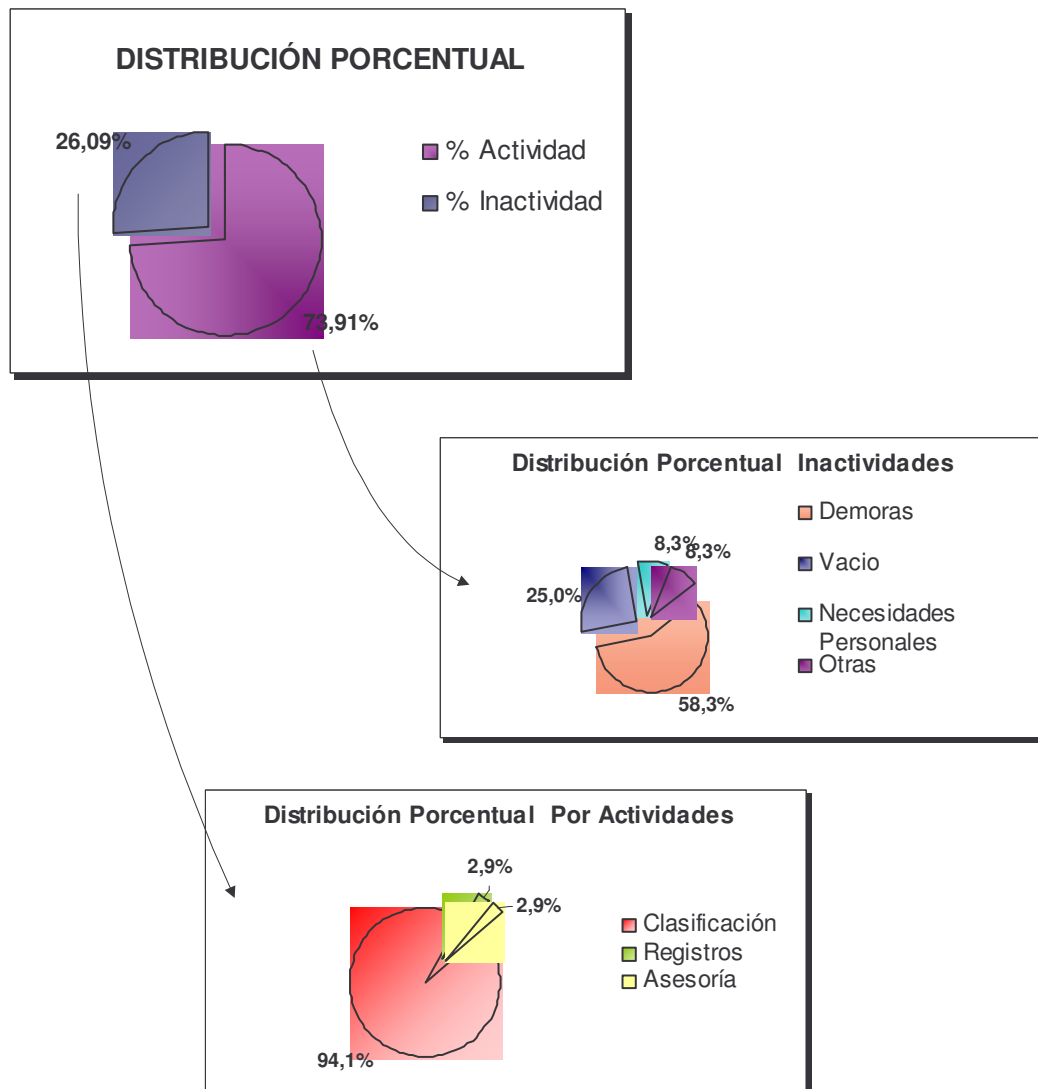 DISTRIBUCIÓN PORCENTUAL
26,09%
73,91%
% Actividad
% Inactividad
Distribución Porcentual Inactividades
8,3%
8,3%
25,0%
58,3%
Demoras
Vacio
Necesidades
Personales
Otras
Distribución Porcentual Por Actividades
2,9%
2,9%
94,1%
Clasificación
Registros
Asesoría